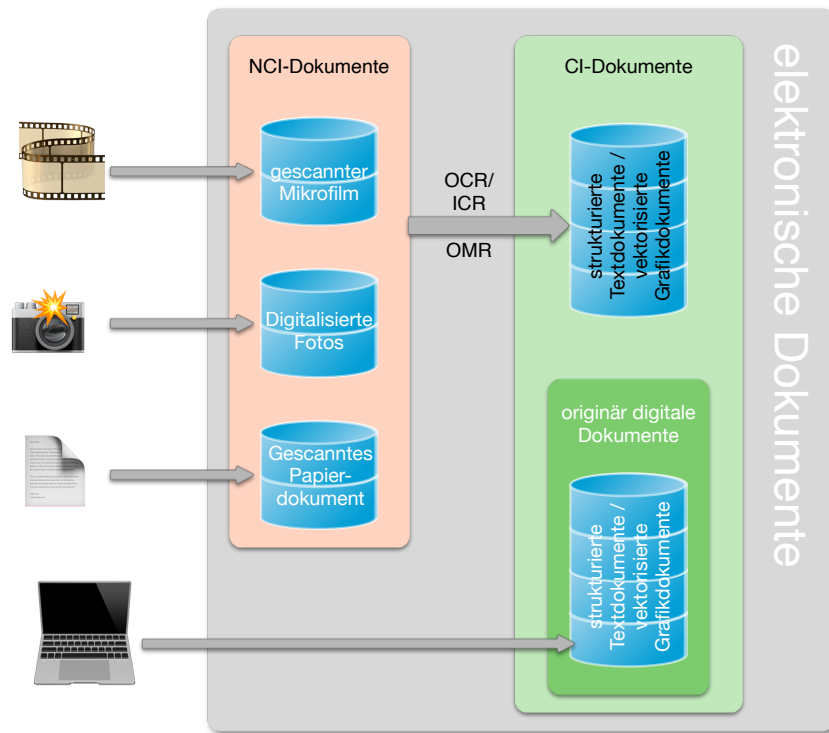 NCI-Dokumente
gescannter
Mikrofilm
Digitalisierte
Fotos
Gescanntes
Papier-
dokument
OCR/
ICR
OMR
CI-Dokumente
strukturierte
Textdokumente /
vektorisierte
Grafikdokumente
originär digitale
Dokumente
strukturierte
Textdokumente /
vektorisierte
Grafikdokumente
elektronische Dokumente